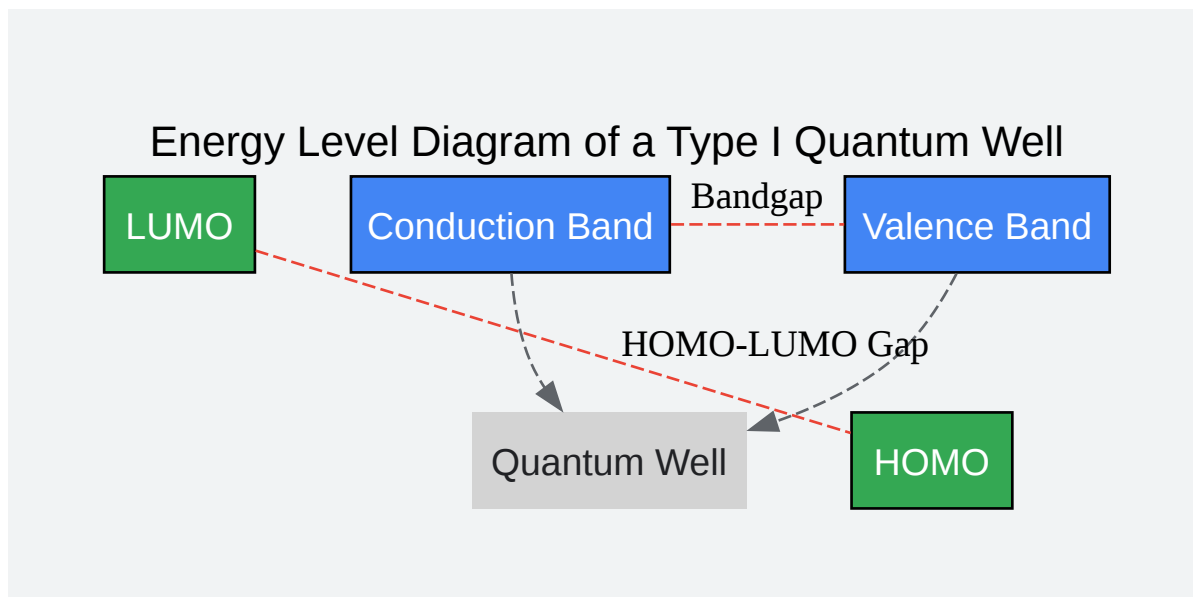 Energy Level Diagram of a Type I Quantum Well
LUMO
Conduction Band
Bandgap
Valence Band
HOMO-LUMO Gap
Quantum Well
HOMO